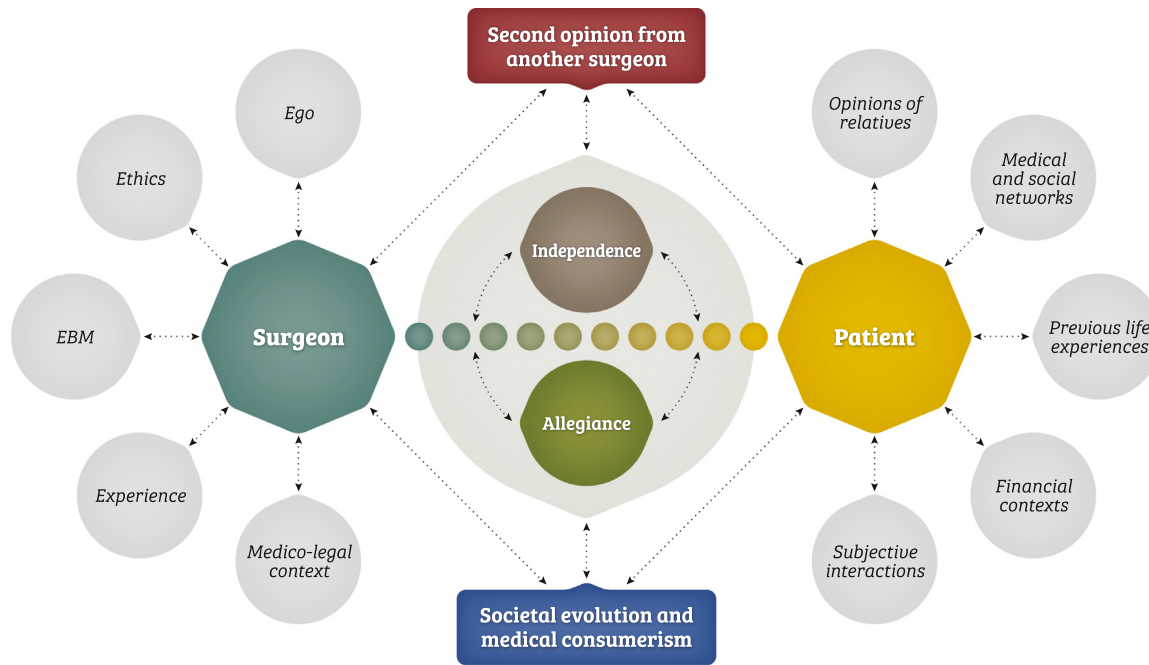 Second opinion from
another surgeon
Ego
Ethics
EBM
Experience
Medico-legal
context
Surgeon
Independence
Allegiance
Patient
Opinions of
relatives
Medical
and social
networks
Previous life
experiences
Financial
contexts
Subjective
interactions
Societal evolution and
medical consumerism